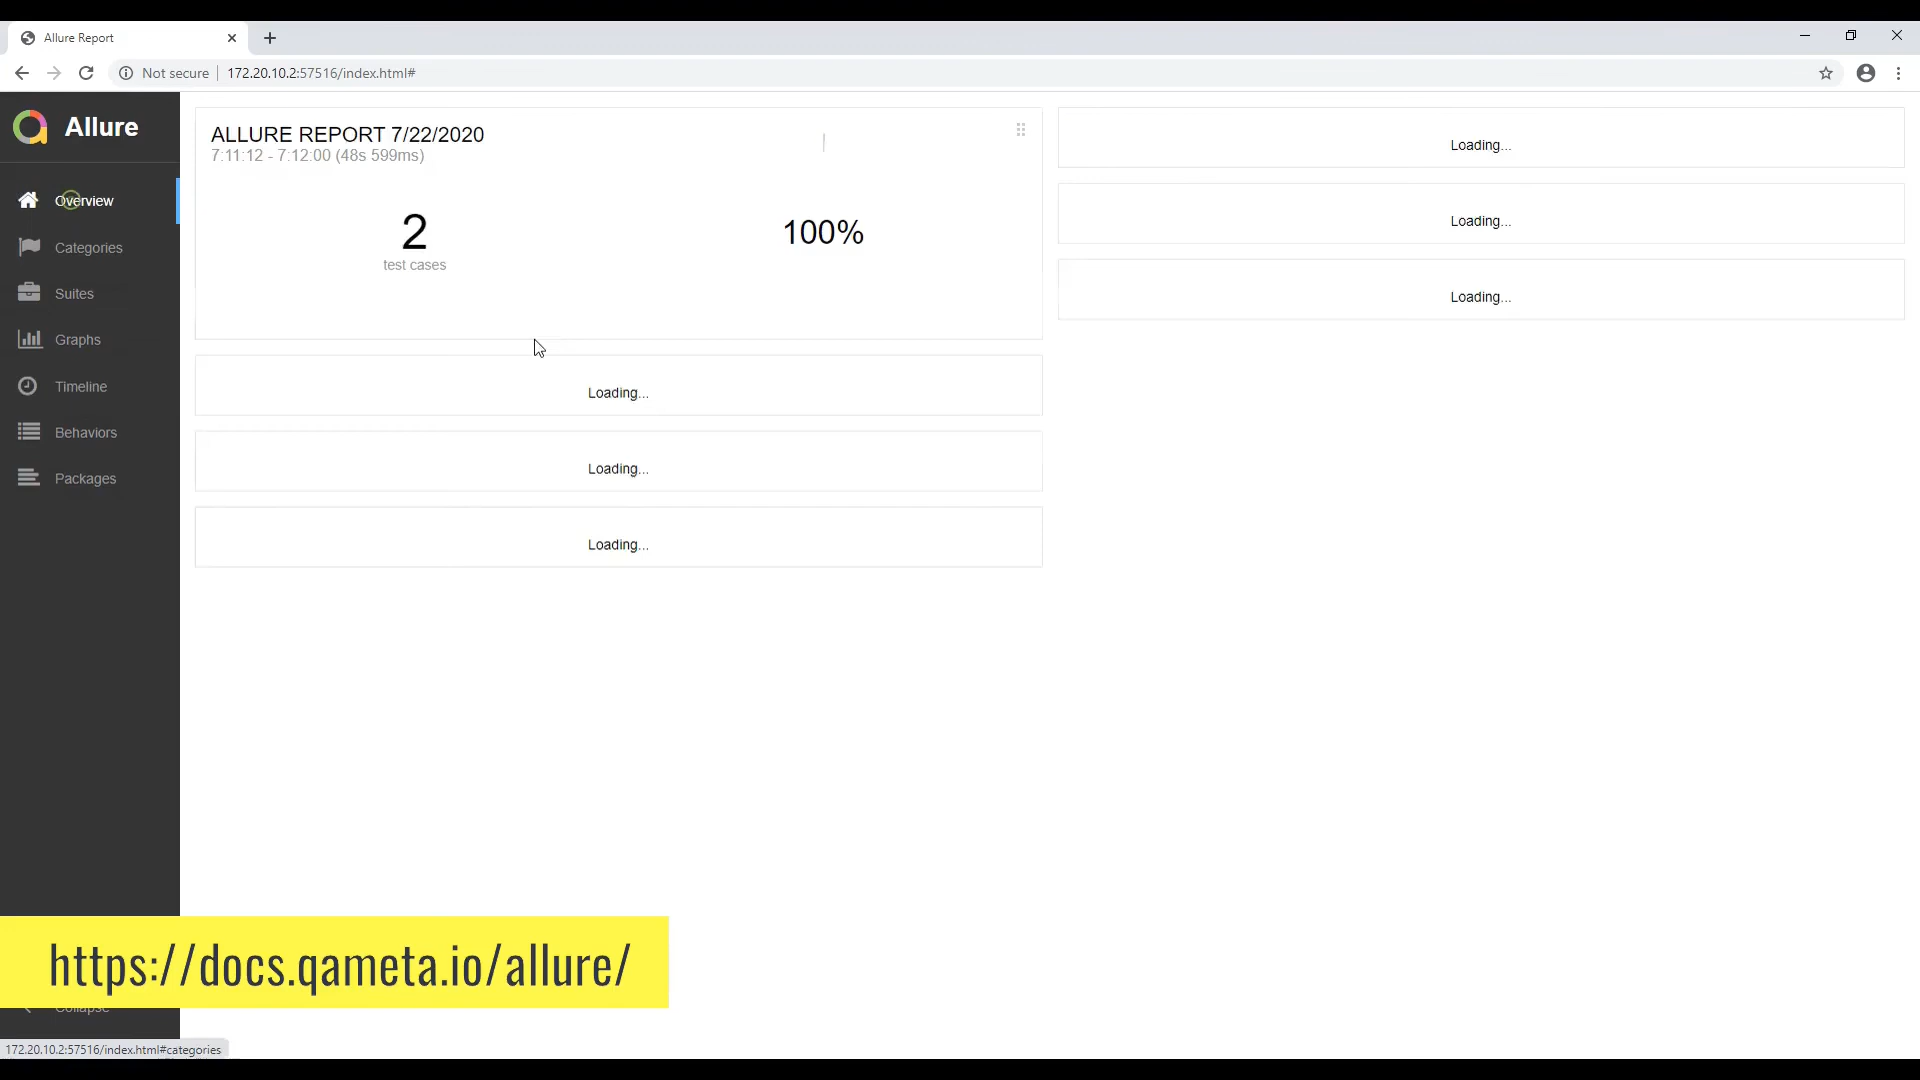 Allure Report
Not secure
172.20.10.2:57516/index.html#
Allure
Overview
Categories
Suites
Graphs
Timeline
Behaviors
Packages
Collapse
ALLURE REPORT 7/22/2020
7:11:12 - 7:12:00 (48s 599ms)
2
test cases
100%
Loading...
Loading...
Loading...
Loading...
Loading...
Loading...
https://docs.qameta.io/allure/
172.20.10.2:57516/index.html#categories